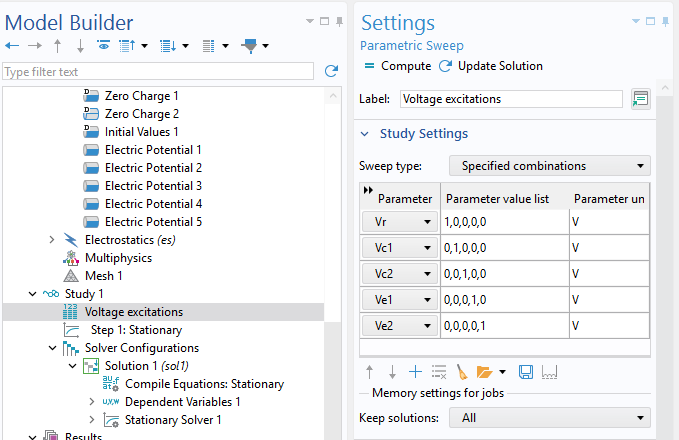 Model Builder
Type filter text
Zero Charge 1
Zero Charge 2
Initial Values 1
Electric Potential 1
Electric Potential 2
Electric Potential 3
Electric Potential 4
Electric Potential 5
Electrostatics (es)
Multiphysics
Mesh 1
Study 1
Voltage excitations
Step 1: Stationary
Solver Configurations
Solution 1 (sol1)
Compile Equations: Stationary
Dependent Variables 1
Stationary Solver 1
Results
Settings
Parametric Sweep
= Compute Update Solution
Label: Voltage excitations
Study Settings
Sweep type: Specified combinations
Parameter Parameter value list Parameter un
Vr 1,0,0,0,0 V
Vc1 0,1,0,0,0 V
Vc2 0,0,1,0,0 V
Ve1 0,0,0,1,0 V
Ve2 0,0,0,0,1 V
Memory settings for jobs
Keep solutions: All